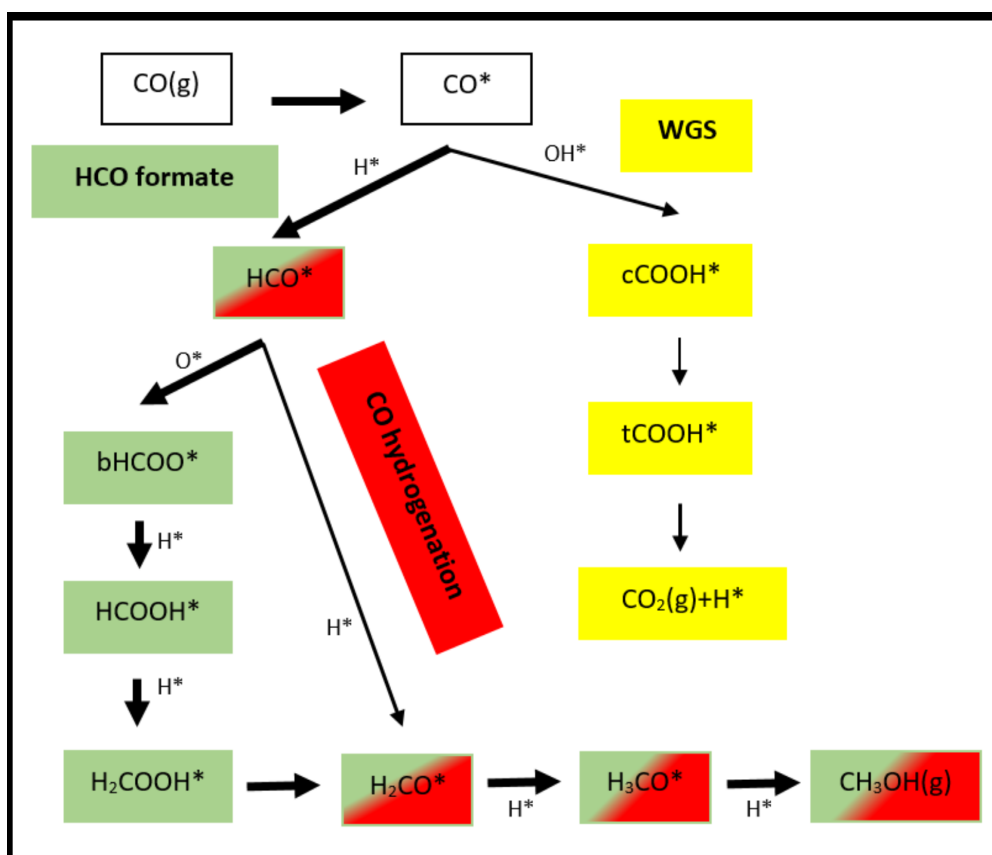 CO(g)
CO*
WGS
HCO formate
H*
OH*
HCO*
cCOOH*
O*
CO hydrogenation
bHCOO*
tCOOH*
H*
HCOOH*
CO₂(g)+H*
H*
H*
H₂COOH*
H₂CO*
H*
H₃CO*
H*
CH₃OH(g)